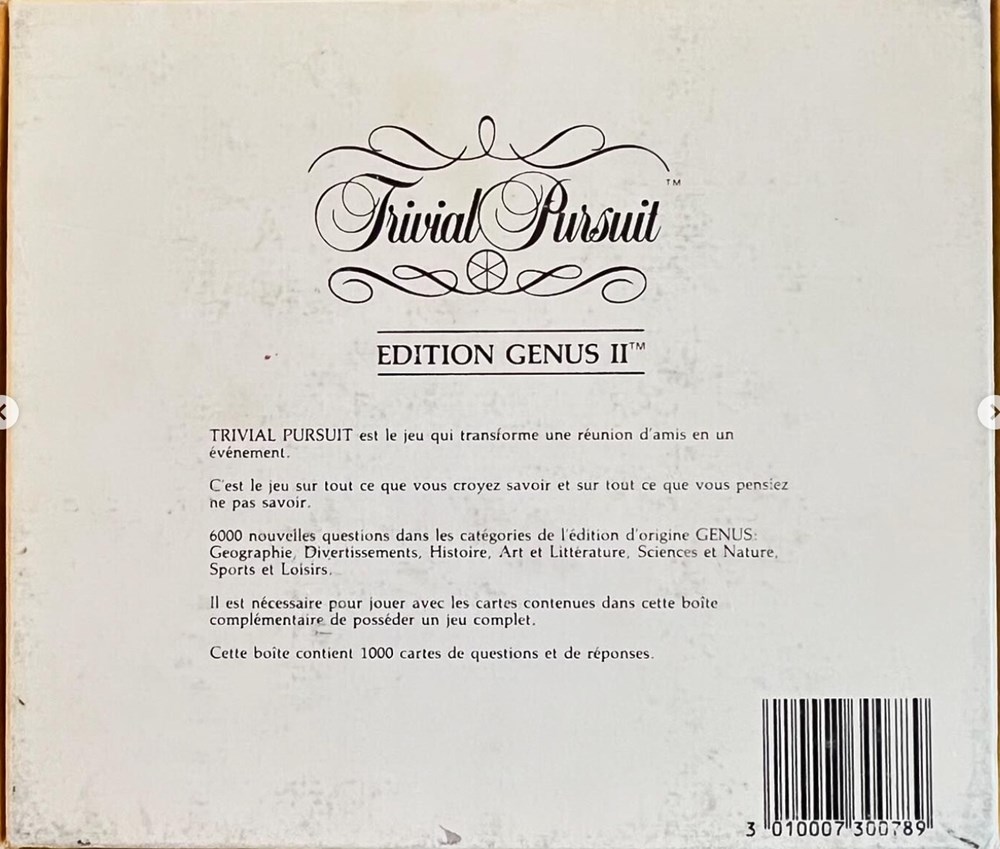 Trivial Pursuit™
EDITION GENUS II™
TRIVIAL PURSUIT est le jeu qui transforme une réunion d'amis en un
événement.
C'est le jeu sur tout ce que vous croyez savoir et sur tout ce que vous pensiez
ne pas savoir.
6000 nouvelles questions dans les catégories de l'édition d'origine GENUS:
Geographie, Divertissements, Histoire, Art et Littérature, Sciences et Nature,
Sports et Loisirs.
Il est nécessaire pour jouer avec les cartes contenues dans cette boîte
complémentaire de posséder un jeu complet.
Cette boîte contient 1000 cartes de questions et de réponses.
3 010007 300789